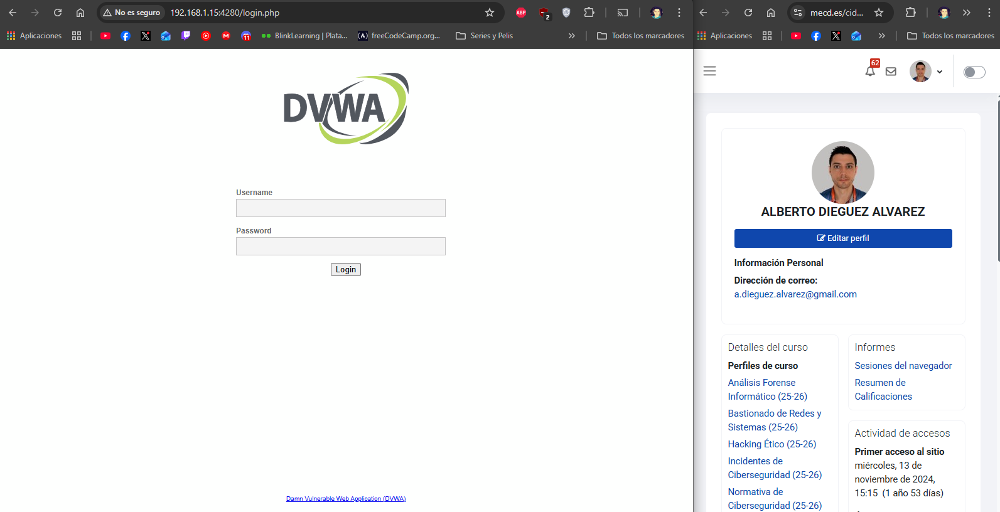 No es seguro
192.168.1.15:4280/login.php
ABP
2
Aplicaciones
11
BlinkLearning | Plata...
freeCodeCamp.org...
Series y Pelis
Todos los marcadores
DVWA
Username
Password
Login
Damn Vulnerable Web Application (DVWA)
mecd.es/cid...
Aplicaciones
Todos los marcadores
62
ALBERTO DIEGUEZ ALVAREZ
Editar perfil
Información Personal
Dirección de correo:
a.dieguez.alvarez@gmail.com
Detalles del curso
Perfiles de curso
Análisis Forense
Informático (25-26)
Bastionado de Redes y
Sistemas (25-26)
Hacking Ético (25-26)
Incidentes de
Ciberseguridad (25-26)
Normativa de
Ciberseguridad (25-26)
Informes
Sesiones del navegador
Resumen de
Calificaciones
Actividad de accesos
Primer acceso al sitio
miércoles, 13 de
noviembre de 2024,
15:15 (1 año 53 días)